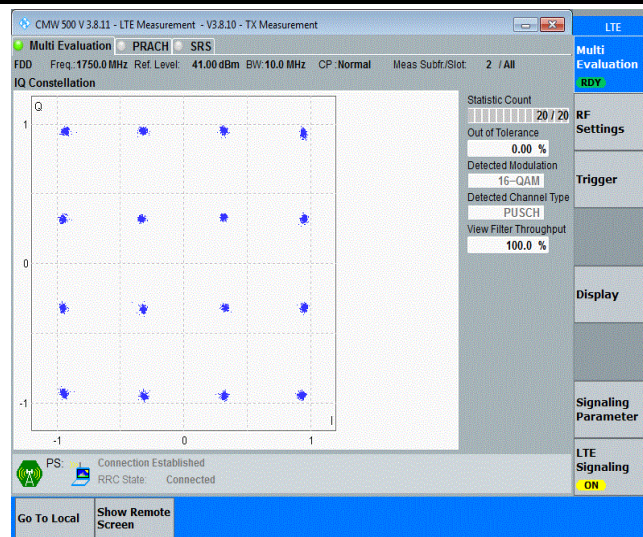 CMW 500 V 3.8.11 - LTE Measurement - V3.8.10 - TX Measurement
LTE
Multi Evaluation PRACH SRS
Multi
Evaluation
RDY
FDD Freq.:1750.0 MHz Ref. Level: 41.00 dBm BW:10.0 MHz CP :Normal Meas Subfr./Slot: 2 / All
IQ Constellation
Q
1
0
-1
-1
0
1
I
Statistic Count
20 / 20
Out of Tolerance
0.00 %
Detected Modulation
16-QAM
Detected Channel Type
PUSCH
View Filter Throughput
100.0 %
RF
Settings
Trigger
Display
Signaling
Parameter
LTE
Signaling
ON
PS: Connection Established
RRC State: Connected
Go To Local
Show Remote
Screen